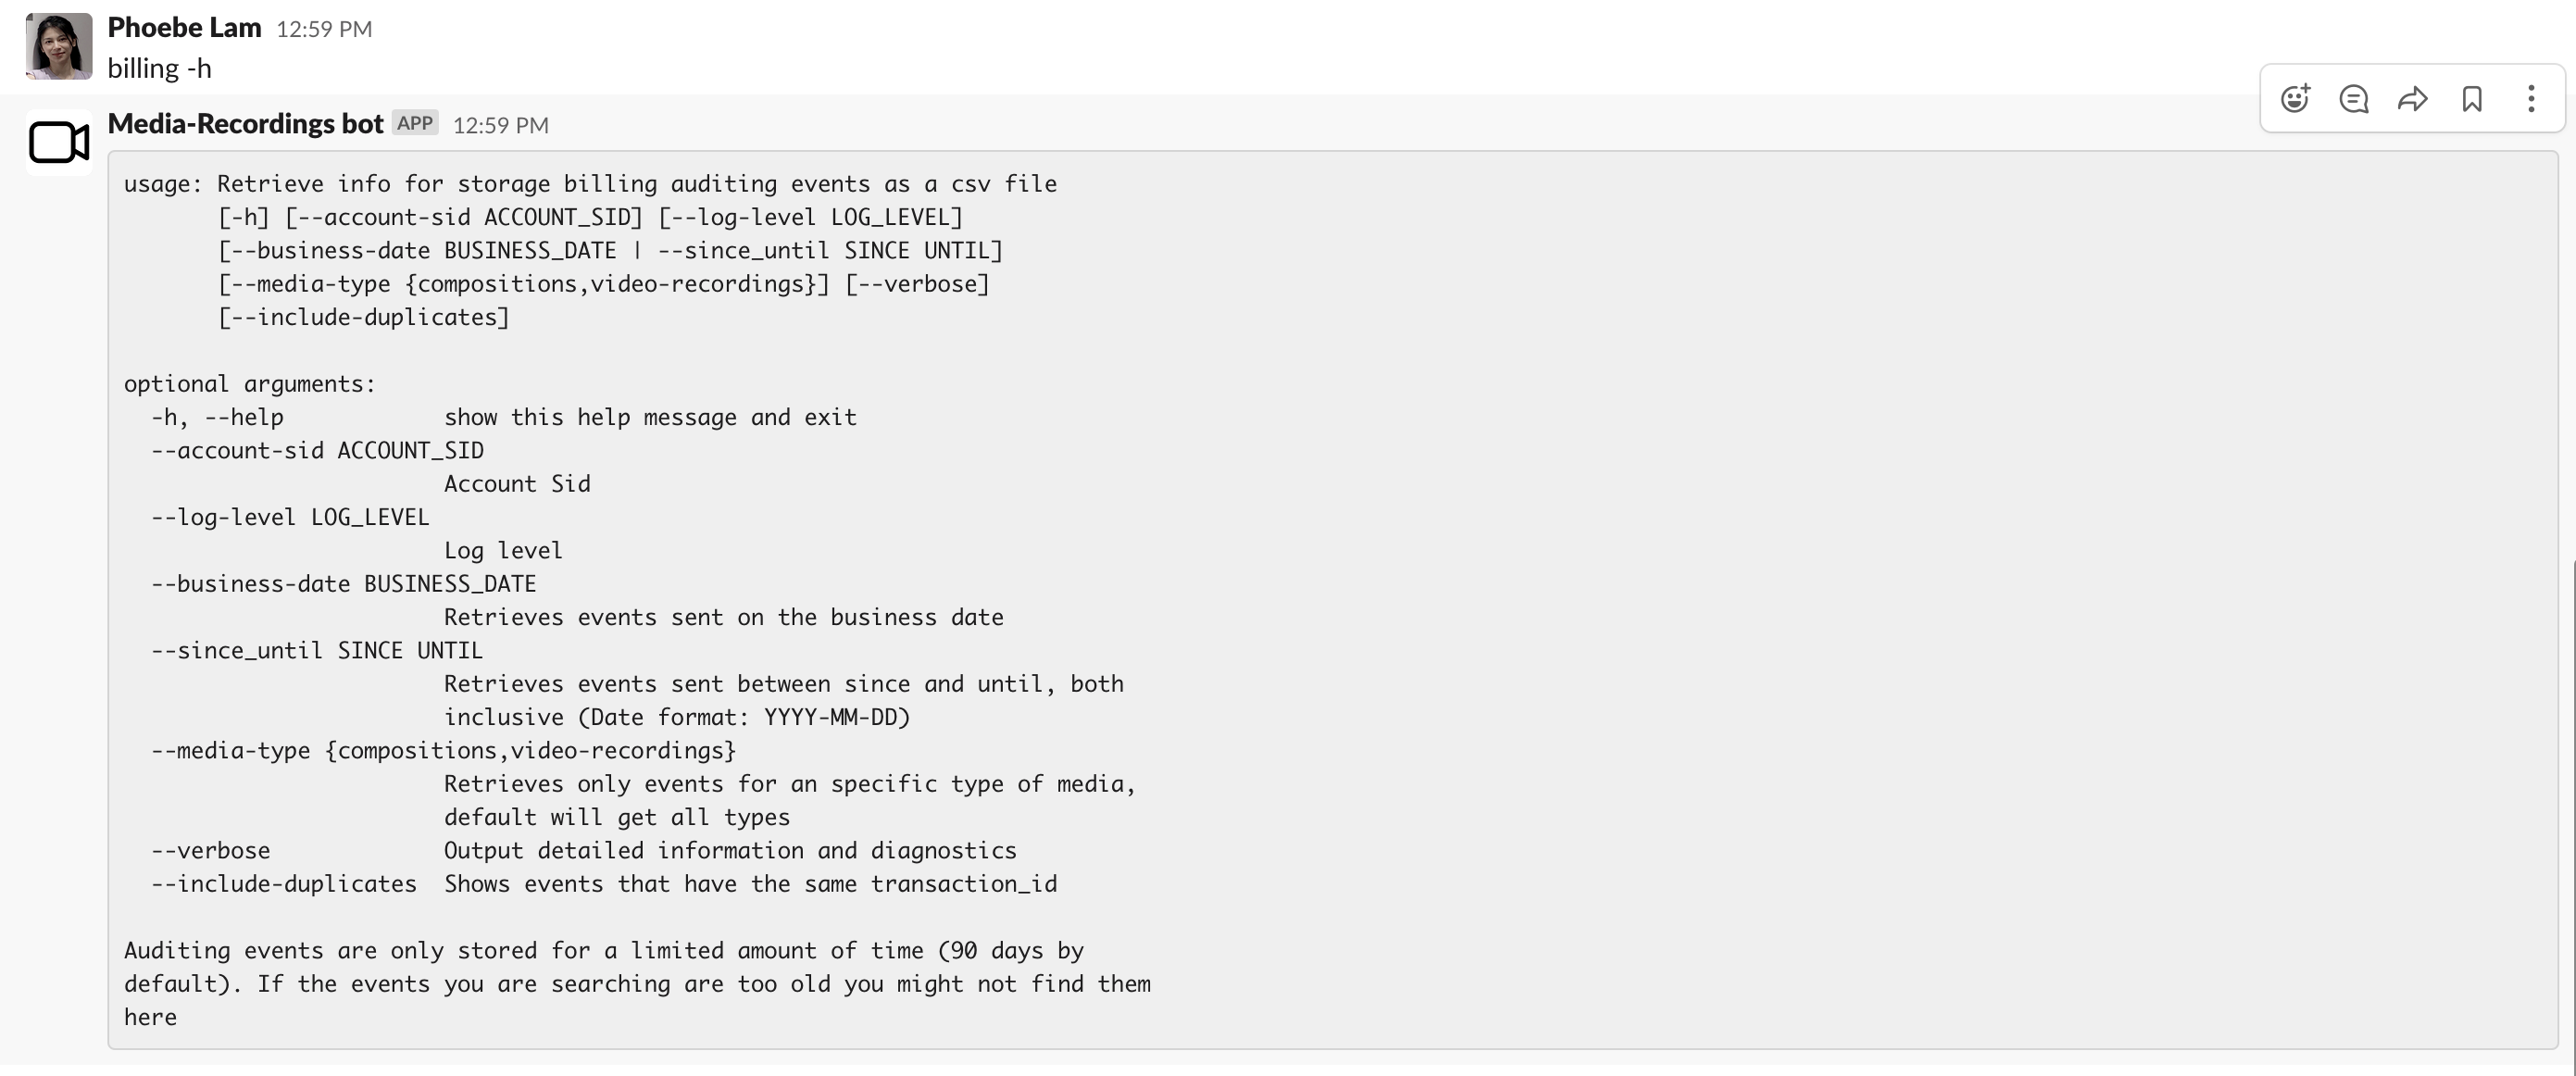 Phoebe Lam 12:59 PM
billing -h
Media-Recordings bot APP 12:59 PM
usage: Retrieve info for storage billing auditing events as a csv file
       [-h] [--account-sid ACCOUNT_SID] [--log-level LOG_LEVEL]
       [--business-date BUSINESS_DATE | --since_until SINCE UNTIL]
       [--media-type {compositions,video-recordings}] [--verbose]
       [--include-duplicates]

optional arguments:
  -h, --help            show this help message and exit
  --account-sid ACCOUNT_SID
                        Account Sid
  --log-level LOG_LEVEL
                        Log level
  --business-date BUSINESS_DATE
                        Retrieves events sent on the business date
  --since_until SINCE UNTIL
                        Retrieves events sent between since and until, both
                        inclusive (Date format: YYYY-MM-DD)
  --media-type {compositions,video-recordings}
                        Retrieves only events for an specific type of media,
                        default will get all types
  --verbose             Output detailed information and diagnostics
  --include-duplicates  Shows events that have the same transaction_id

Auditing events are only stored for a limited amount of time (90 days by
default). If the events you are searching are too old you might not find them
here